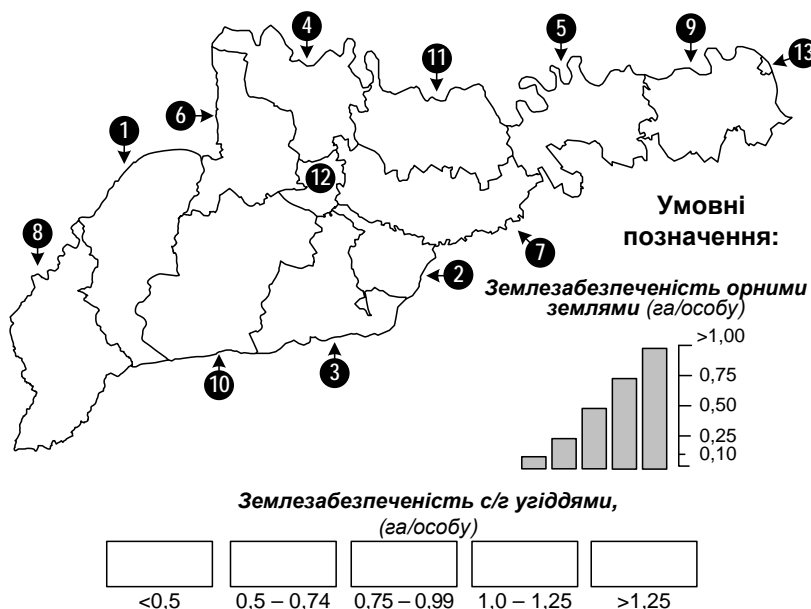 4
11
5
9
13
6
1
12
8
2
7
10
3
Умовні
позначення:
Землезабезпеченість орними
землями (га/особу)
>1,00
0,75
0,50
0,25
0,10
Землезабезпеченість с/г угіддями,
(га/особу)
<0,5 0,5 – 0,74 0,75 – 0,99 1,0 – 1,25 >1,25